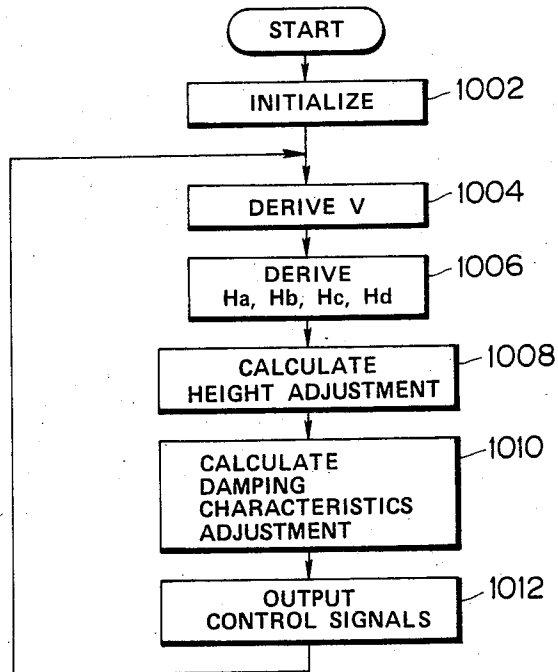 START
INITIALIZE
1002
DERIVE V
1004
DERIVE
Ha, Hb, Hc, Hd
1006
CALCULATE
HEIGHT ADJUSTMENT
1008
CALCULATE
DAMPING
CHARACTERISTICS
ADJUSTMENT
1010
OUTPUT
CONTROL SIGNALS
1012